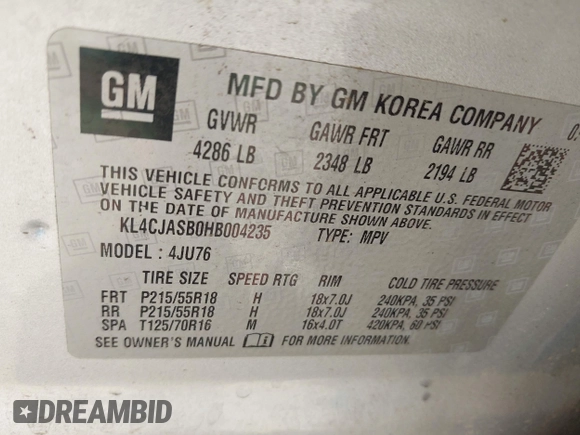 GM
MFD BY GM KOREA COMPANY
GVWR GAWR FRT GAWR RR
4286 LB 2348 LB 2194 LB
THIS VEHICLE CONFORMS TO ALL APPLICABLE U.S. FEDERAL MOTOR
VEHICLE SAFETY AND THEFT PREVENTION STANDARDS IN EFFECT
ON THE DATE OF MANUFACTURE SHOWN ABOVE.
KL4CJASB0HB004235 TYPE: MPV
MODEL : 4JU76
TIRE SIZE SPEED RTG RIM COLD TIRE PRESSURE
FRT P215/55R18 H 18x7.0J 240KPA, 35 PSI
RR P215/55R18 H 18x7.0J 240KPA, 35 PSI
SPA T125/70R16 M 16x4.0T 420KPA, 60 PSI
SEE OWNER'S MANUAL FOR MORE INFORMATION
DREAMBID